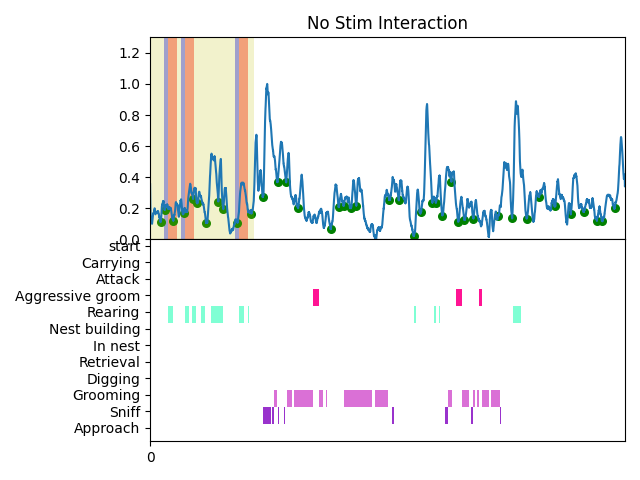 No Stim Interaction
1.2
1.0
0.8
0.6
0.4
0.2
0.0
start
Carrying
Attack
Aggressive groom
Rearing
Nest building
In nest
Retrieval
Digging
Grooming
Sniff
Approach
0